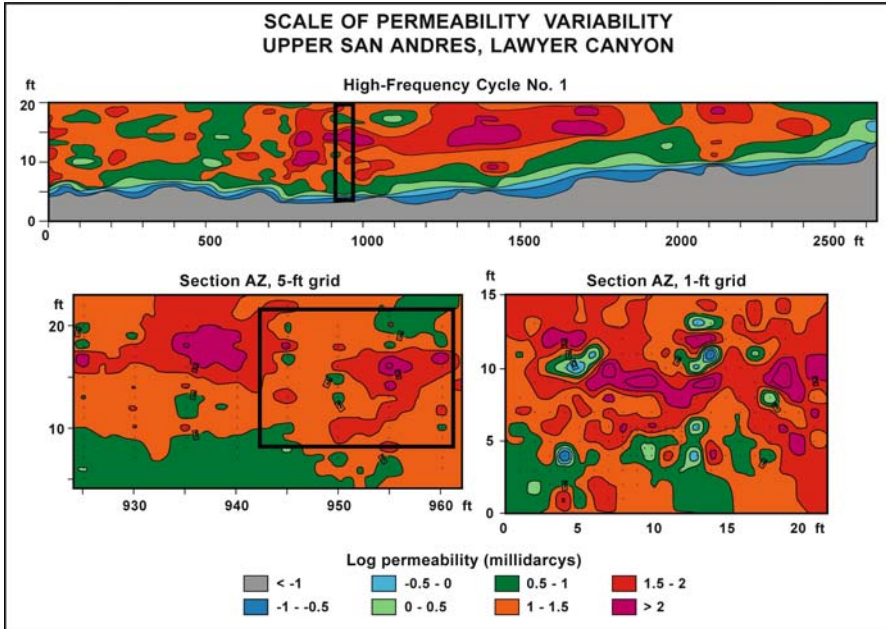 SCALE OF PERMEABILITY VARIABILITY
UPPER SAN ANDRES, LAWYER CANYON
High-Frequency Cycle No. 1
ft
20
10
0
0 500 1000 1500 2000 2500 ft
Section AZ, 5-ft grid
ft
20
10
930 940 950 960 ft
Section AZ, 1-ft grid
ft
15
10
5
0
0 5 10 15 20 ft
Log permeability (millidarcys)
< -1 -0.5 - 0 0.5 - 1 1.5 - 2
-1 - -0.5 0 - 0.5 1 - 1.5 > 2